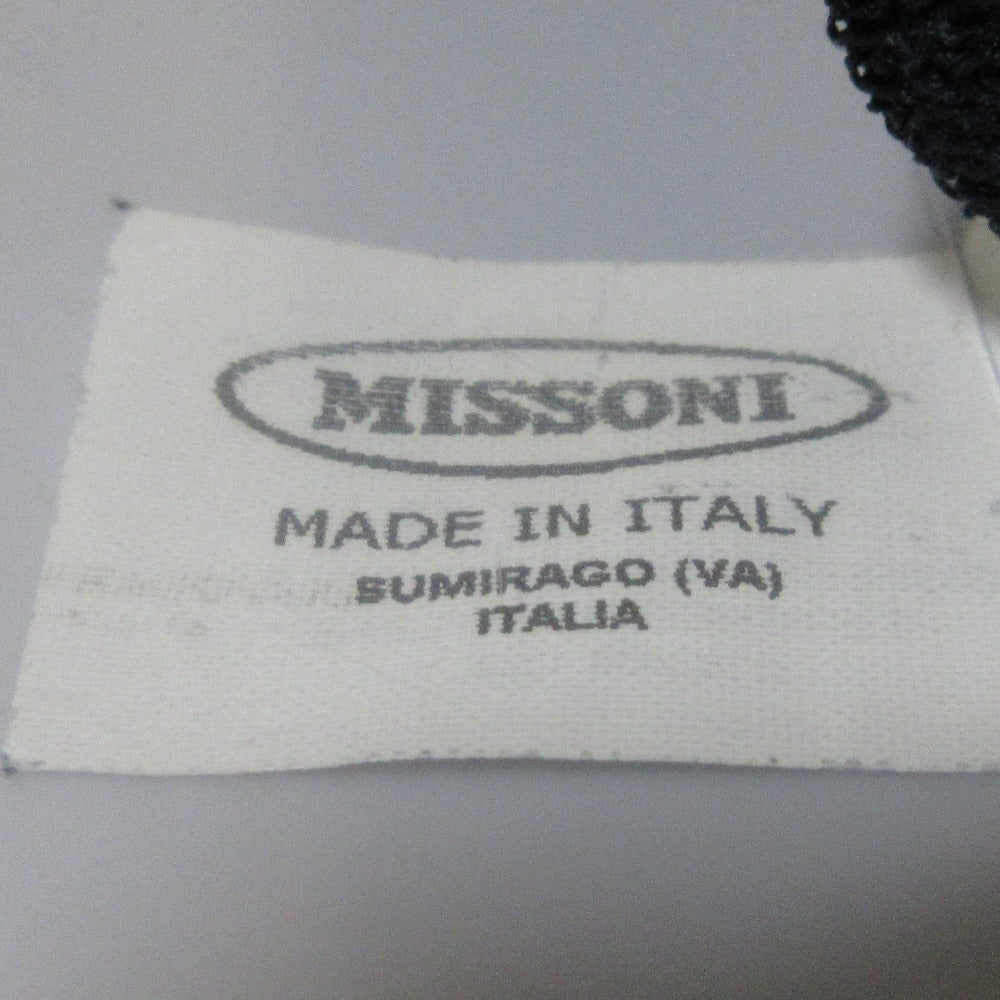 MISSONI
MADE IN ITALY
SUMIRAGO (VA)
ITALIA